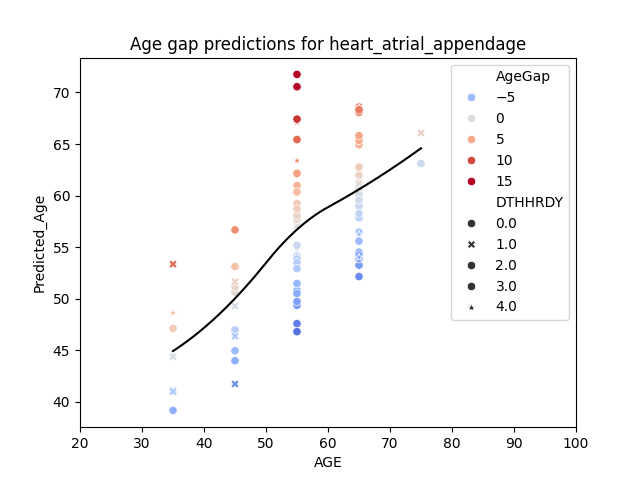 Age gap predictions for heart_atrial_appendage
Predicted_Age
70
65
60
55
50
45
40
20 30 40 50 60 70 80 90 100
AGE
AgeGap
−5
0
5
10
15
DTHHRDY
0.0
1.0
2.0
3.0
4.0